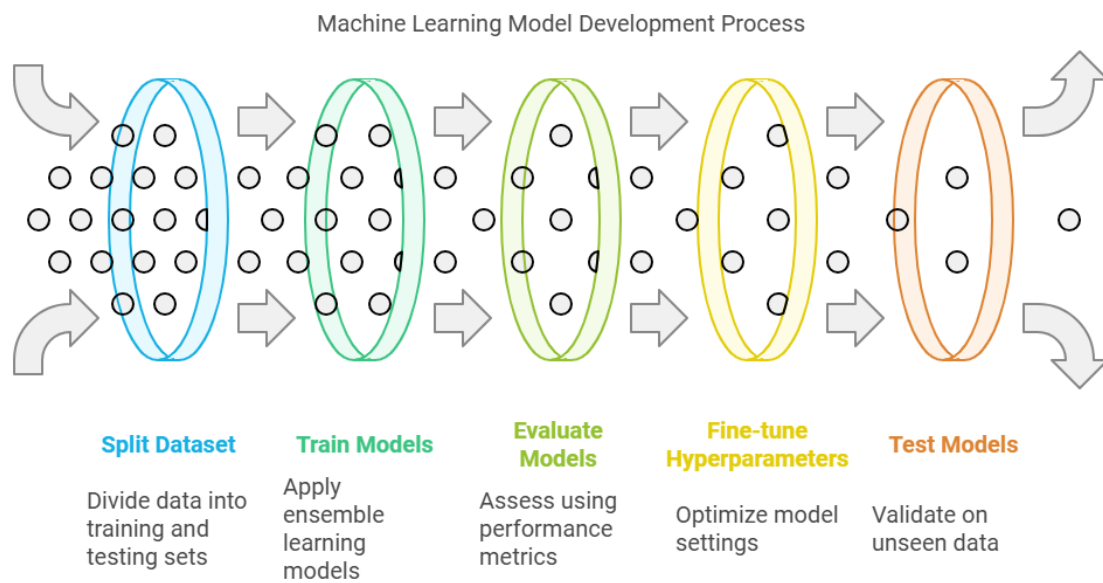 Machine Learning Model Development Process
Split Dataset
Divide data into
training and
testing sets
Train Models
Apply
ensemble
learning
models
Evaluate
Models
Assess using
performance
metrics
Fine-tune
Hyperparameters
Optimize model
settings
Test Models
Validate on
unseen data